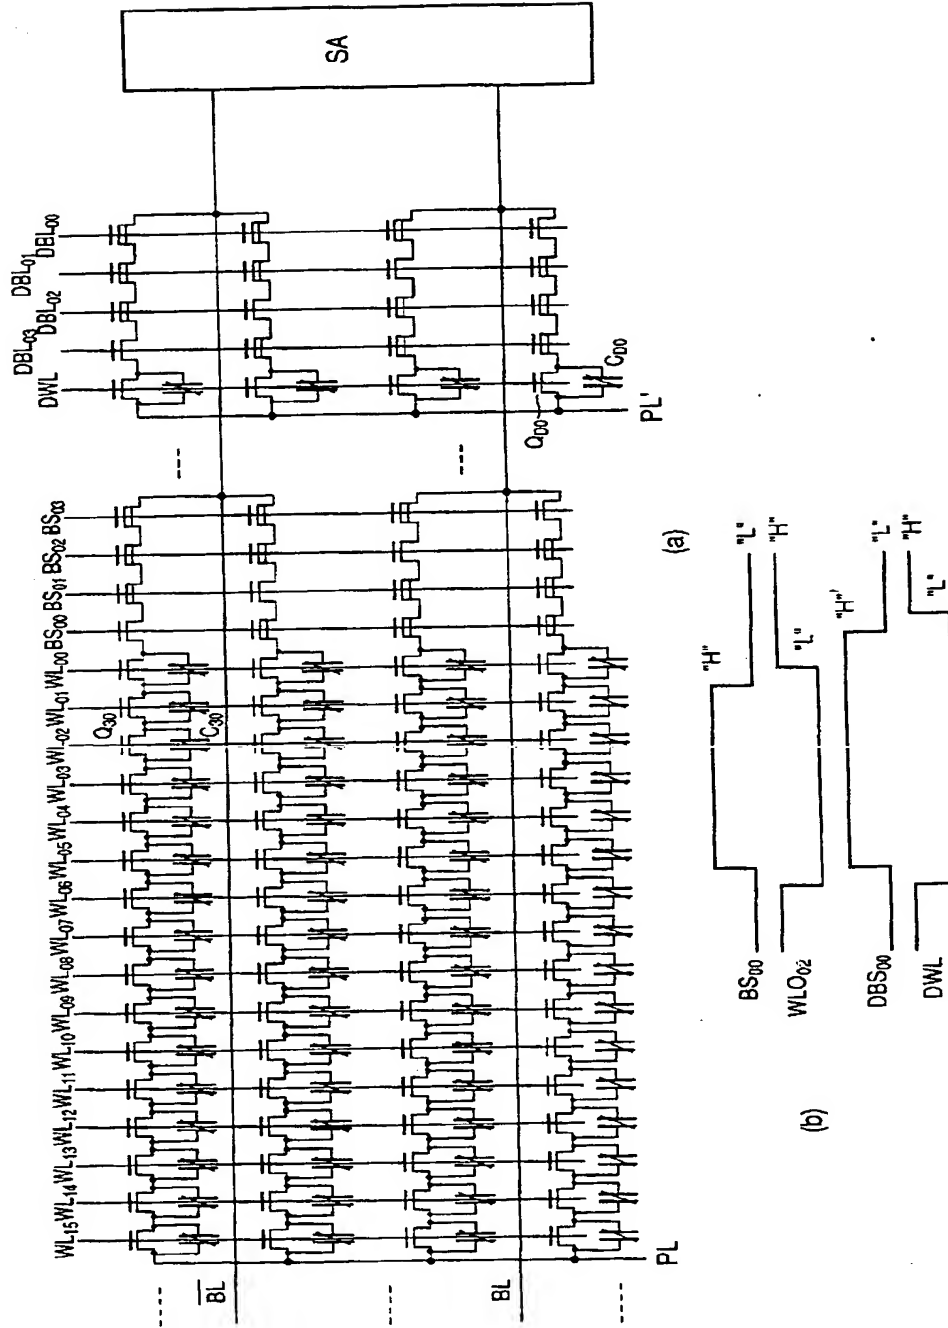 SA
DBL00
DBL01
DBL02
DBL03
DWL
CD0
QD0
PL'
BS03
BS02
BS01
BS00
WL00
WL01
WL02
WL03
WL04
WL05
WL06
WL07
WL08
WL09
WL10
WL11
WL12
WL13
WL14
WL15
Q30
C30
BL
BL
PL
(a)
BS00
"H"
"L"
WLO02
"L"
"H"
DBS00
"H"'
"L"
DWL
"L"
"H"
(b)